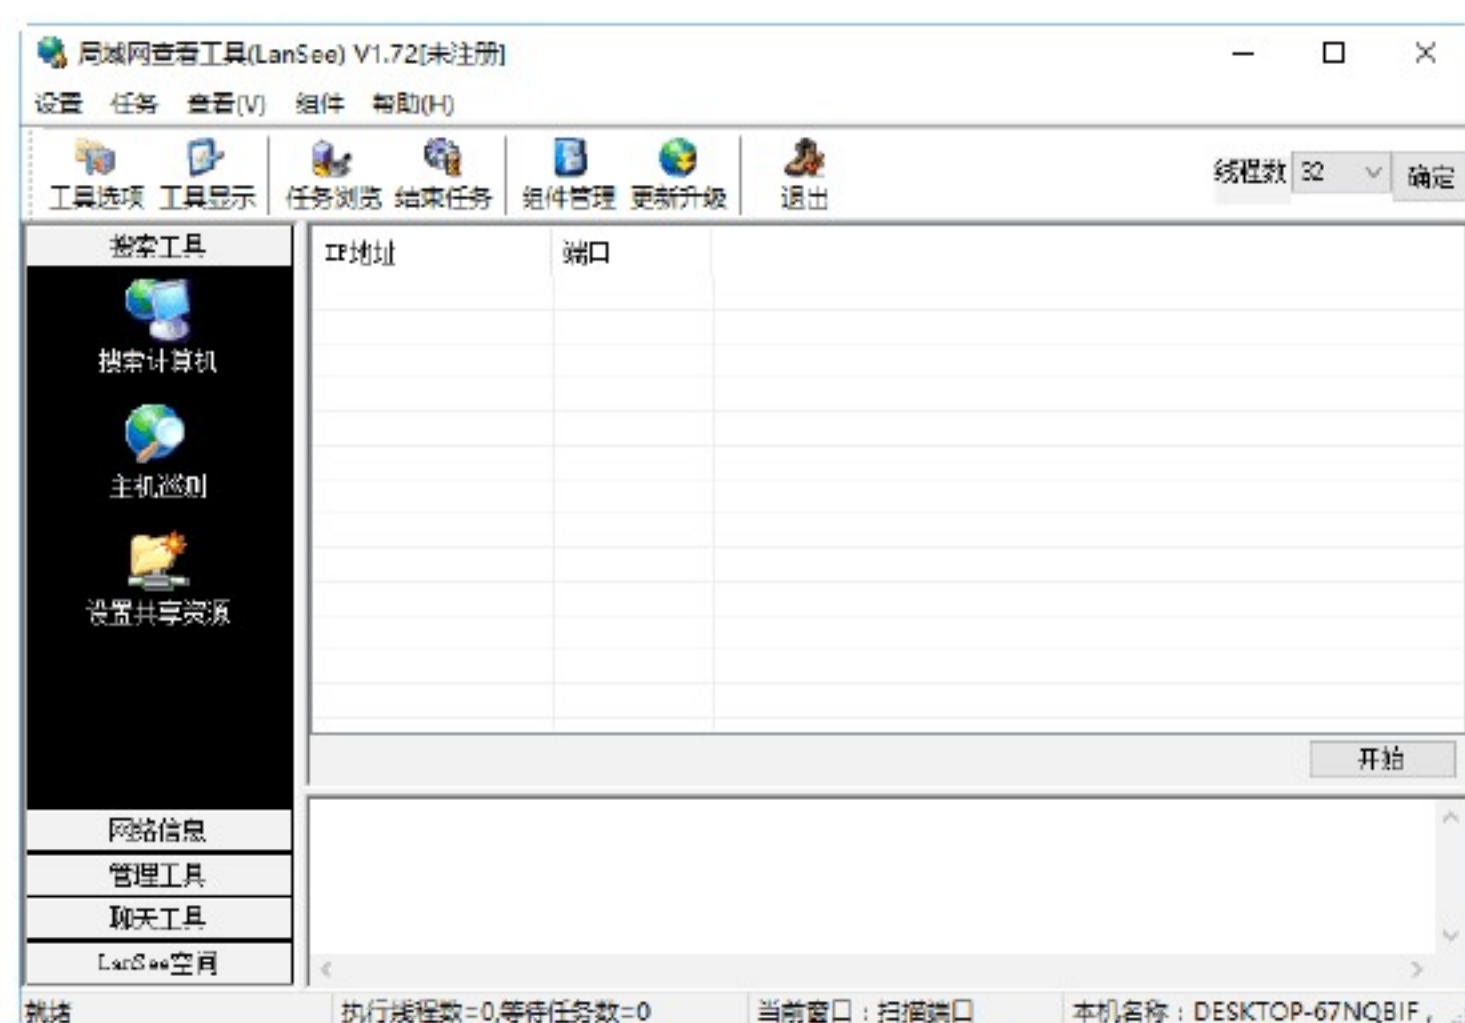 局域网查看工具(LanSee) V1.72[未注册]
设置 任务 查看(V) 组件 帮助(H)
工具选项 工具显示 任务浏览 结束任务 组件管理 更新升级 退出 线程数 32 确定
搜索工具
IP地址 端口
搜索计算机
主机巡测
设置共享资源
开始
网络信息
管理工具
聊天工具
LanSee空间
就绪 执行线程数=0,等待任务数=0 当前窗口：扫描端口 本机名称：DESKTOP-67NQBIF，